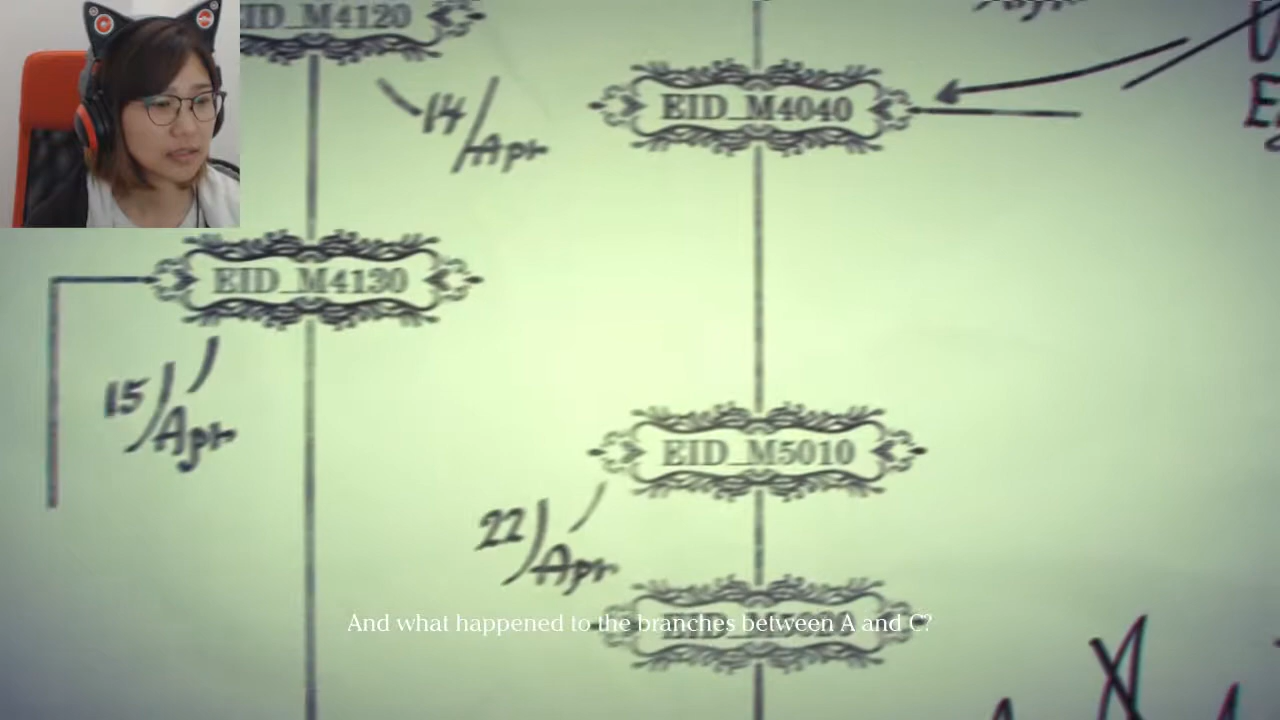 EID_M4120
14/Apr
EID_M4040
EID_M4130
15/Apr
EID_M5010
22/Apr
And what happened to the branches between A and C?